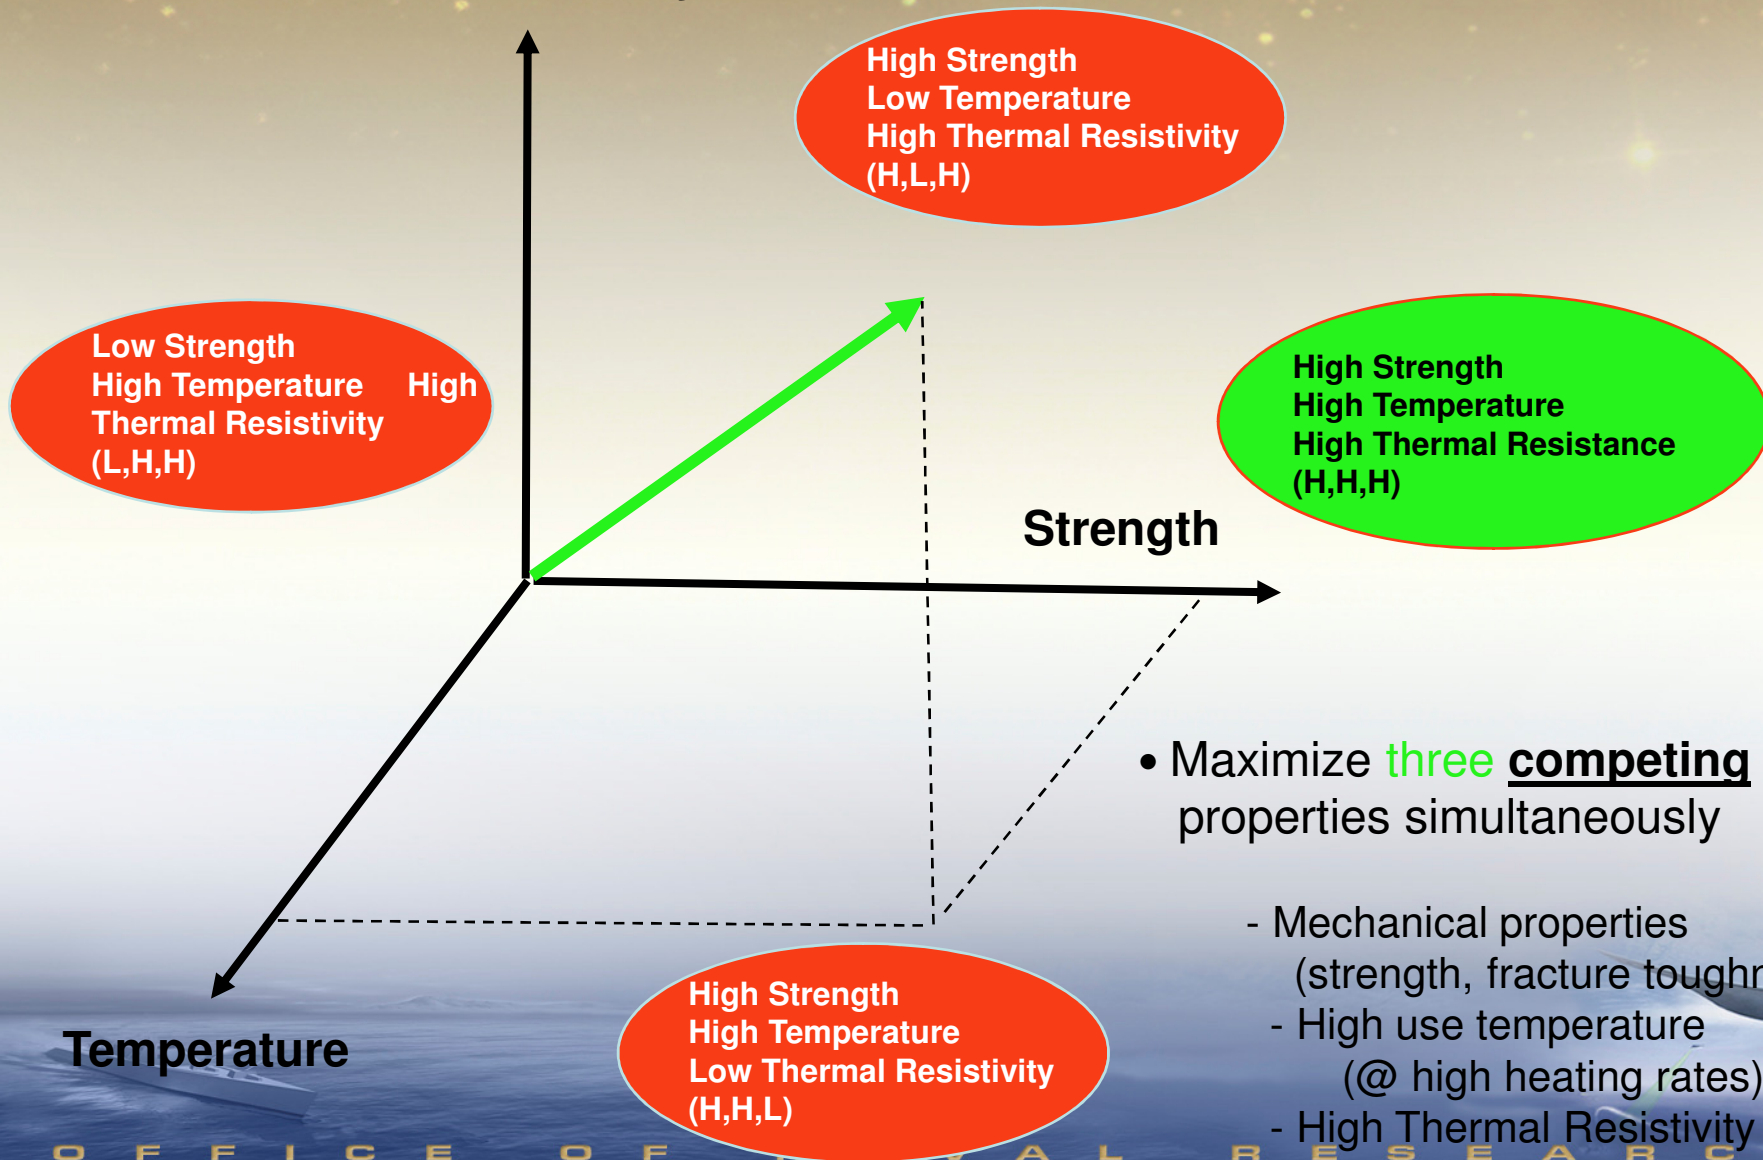 High Strength
Low Temperature
High Thermal Resistivity
(H,L,H)
Low Strength
High Temperature High
Thermal Resistivity
(L,H,H)
High Strength
High Temperature
High Thermal Resistance
(H,H,H)
Strength
• Maximize three competing
properties simultaneously
- Mechanical properties
(strength, fracture
- High use temperature
(@ high heating rates)
- High Thermal Resistivity
Temperature
High Strength
High Temperature
Low Thermal Resistivity
(H,H,L)
OFFICE OF